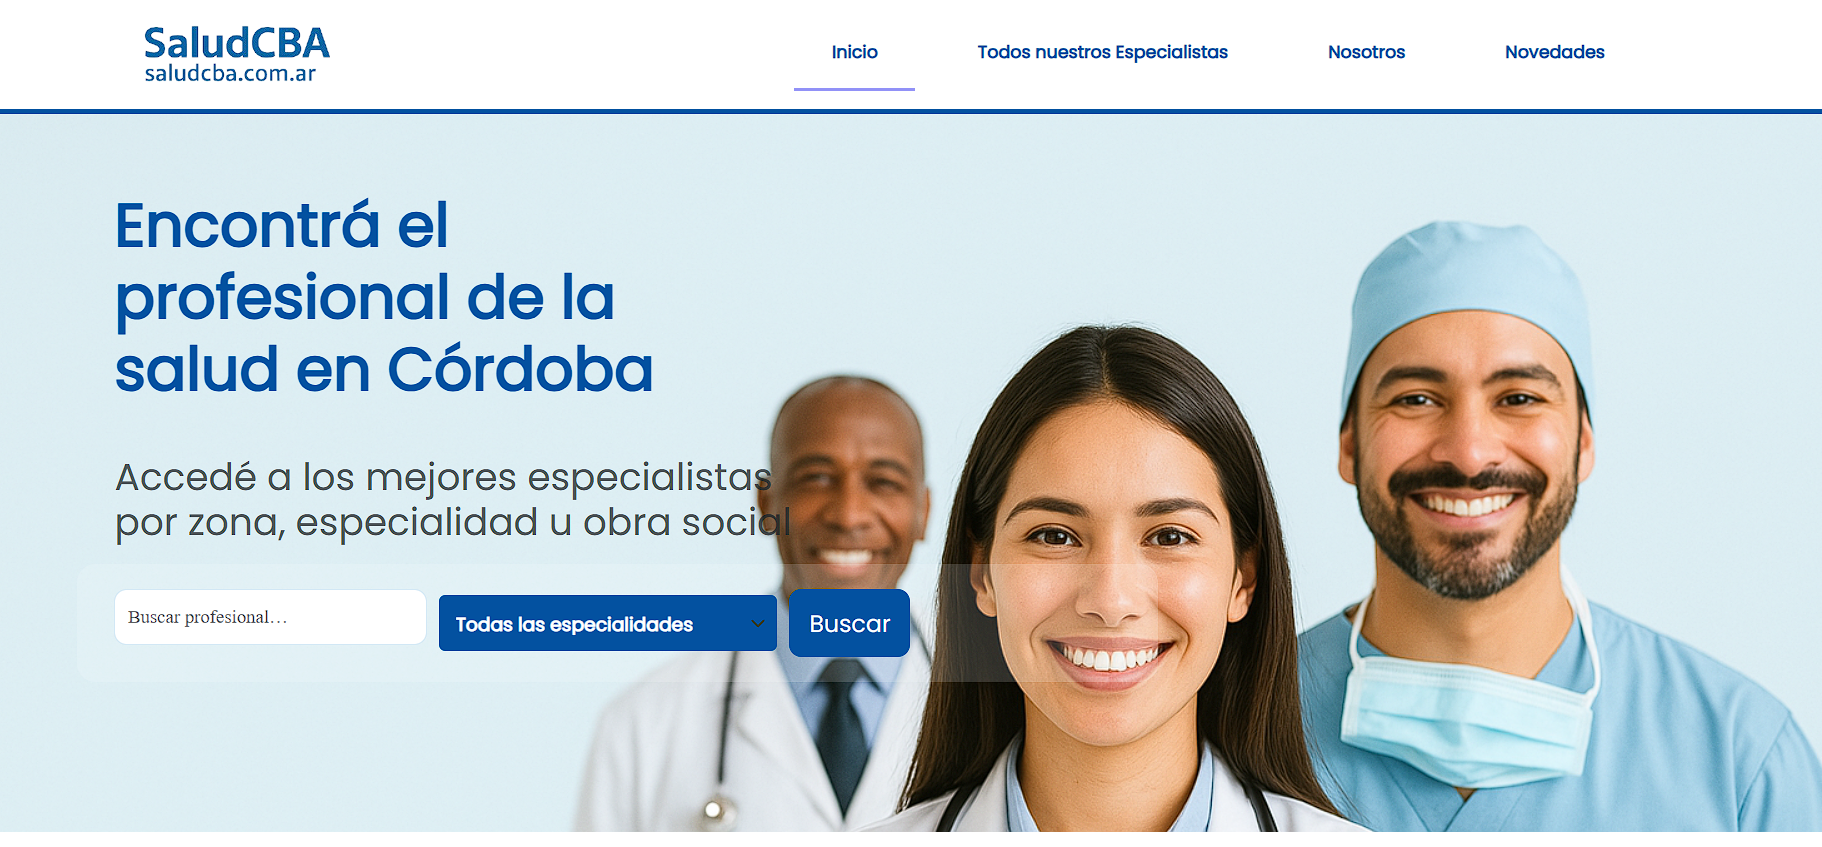 SaludCBA
saludcba.com.ar
Inicio
Todos nuestros Especialistas
Nosotros
Novedades
Encontrá el
profesional de la
salud en Córdoba
Accedé a los mejores especialistas
por zona, especialidad u obra social
Buscar profesional...
Todas las especialidades
Buscar